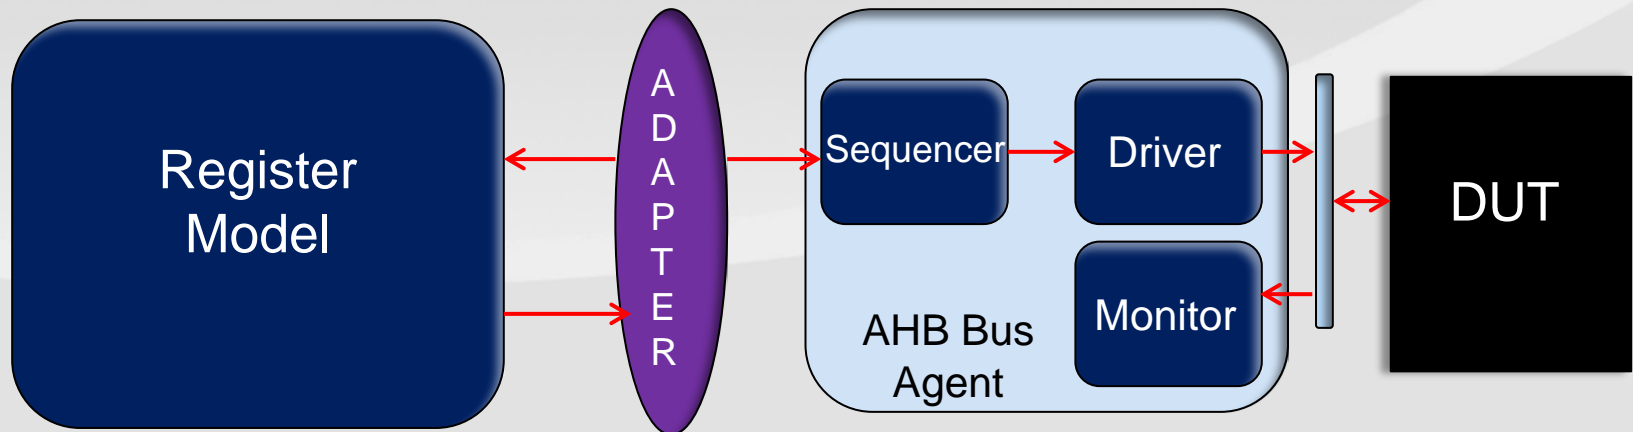 Register
Model
A
D
A
P
T
E
R
Sequencer
Driver
Monitor
AHB Bus
Agent
DUT